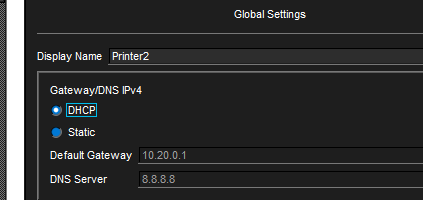 Global Settings
Display Name Printer2
Gateway/DNS IPv4
DHCP
Static
Default Gateway 10.20.0.1
DNS Server 8.8.8.8